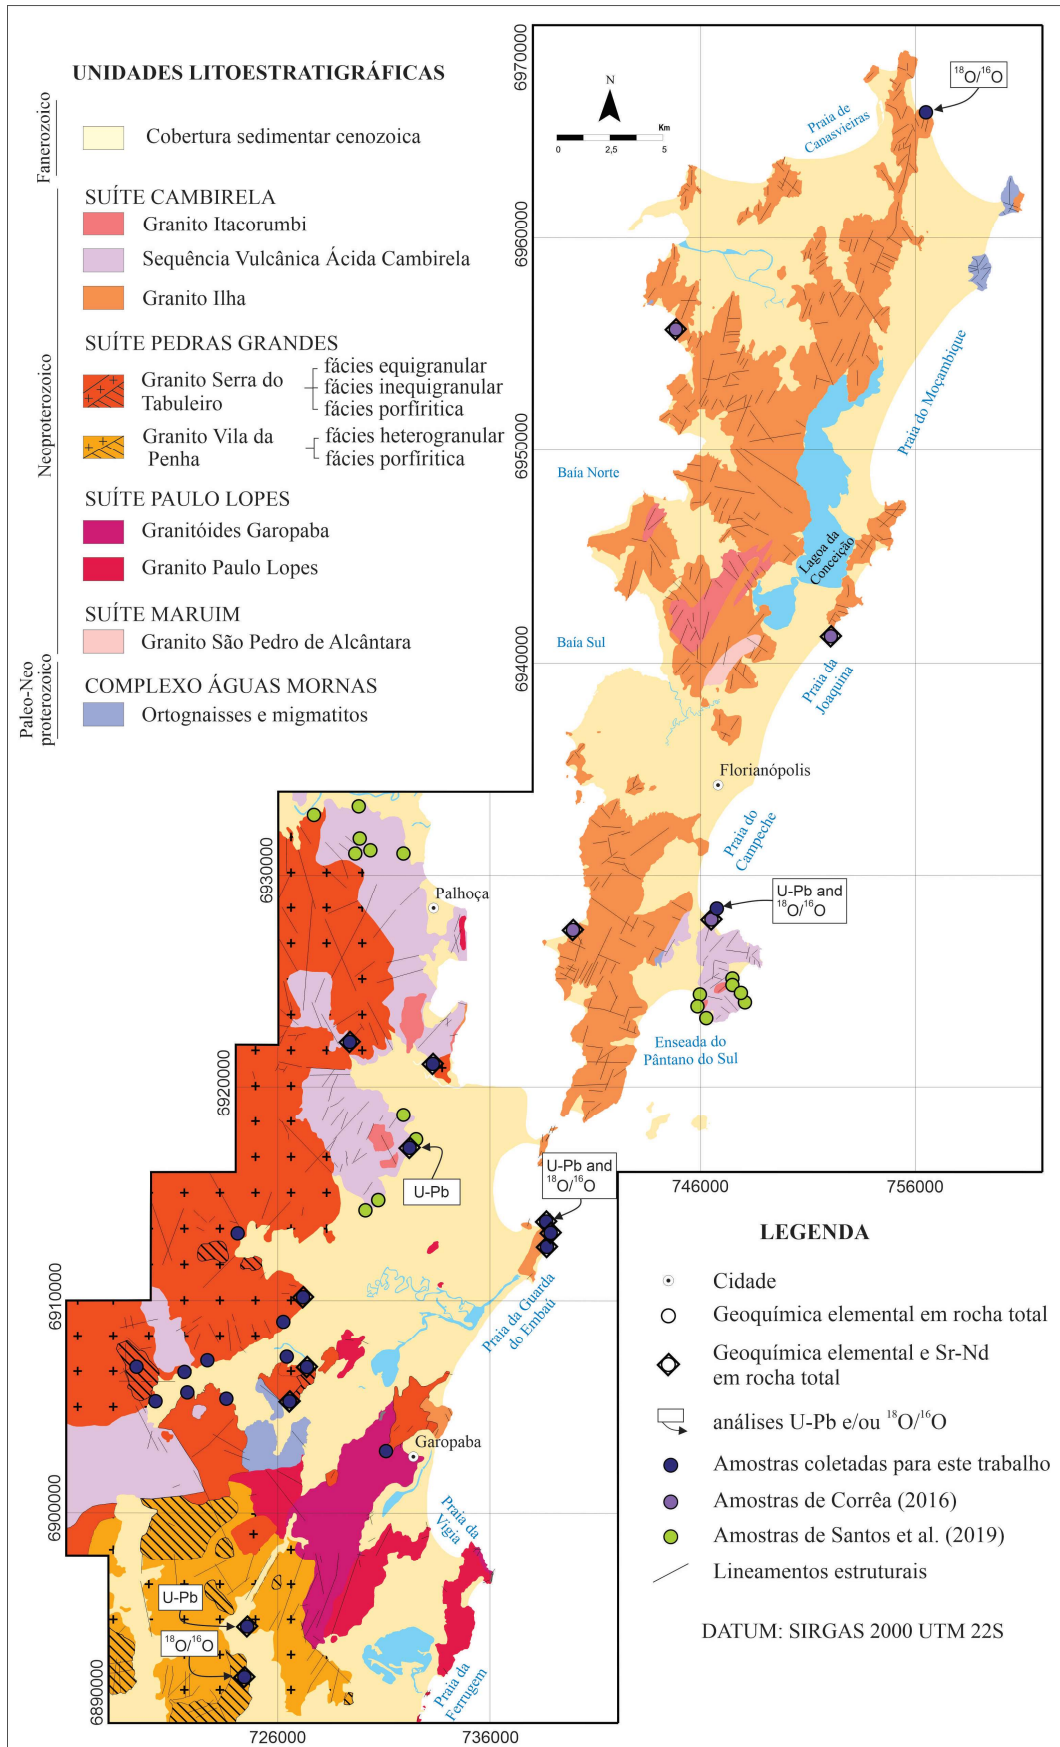 UNIDADES LITOESTRATIGRÁFICAS
Fanerozoico
Cobertura sedimentar cenozoica
Neoproterozoico
SUÍTE CAMBIRELA
Granito Itacorumbi
Sequência Vulcânica Ácida Cambirela
Granito Ilha
SUÍTE PEDRAS GRANDES
Granito Serra do
Tabuleiro
fácies equigranular
fácies inequigranular
fácies porfirítica
Granito Vila da
Penha
fácies heterogranular
fácies porfirítica
SUÍTE PAULO LOPES
Granitóides Garopaba
Granito Paulo Lopes
SUÍTE MARUIM
Granito São Pedro de Alcântara
Paleo-Neo
proterozoico
COMPLEXO ÁGUAS MORNAS
Ortognaisses e migmatitos
N
Km
0 2,5 5
6970000
6960000
6950000
6940000
6930000
6920000
6910000
6900000
6890000
18O/16O
Praia de
Canasvieiras
Praia do Moçambique
Baía Norte
Lagoa da
Conceição
Baía Sul
Praia da
Joaquina
Florianópolis
Praia do
Campeche
Palhoça
U-Pb and
18O/16O
Enseada do
Pântano do Sul
U-Pb
U-Pb and
18O/16O
746000
756000
Praia da Guarda
do Embaú
Garopaba
Praia da
Vigia
U-Pb
18O/16O
Praia da
Ferrugem
726000
736000
LEGENDA
Cidade
Geoquímica elemental em rocha total
Geoquímica elemental e Sr-Nd
em rocha total
análises U-Pb e/ou 18O/16O
Amostras coletadas para este trabalho
Amostras de Corrêa (2016)
Amostras de Santos et al. (2019)
Lineamentos estruturais
DATUM: SIRGAS 2000 UTM 22S